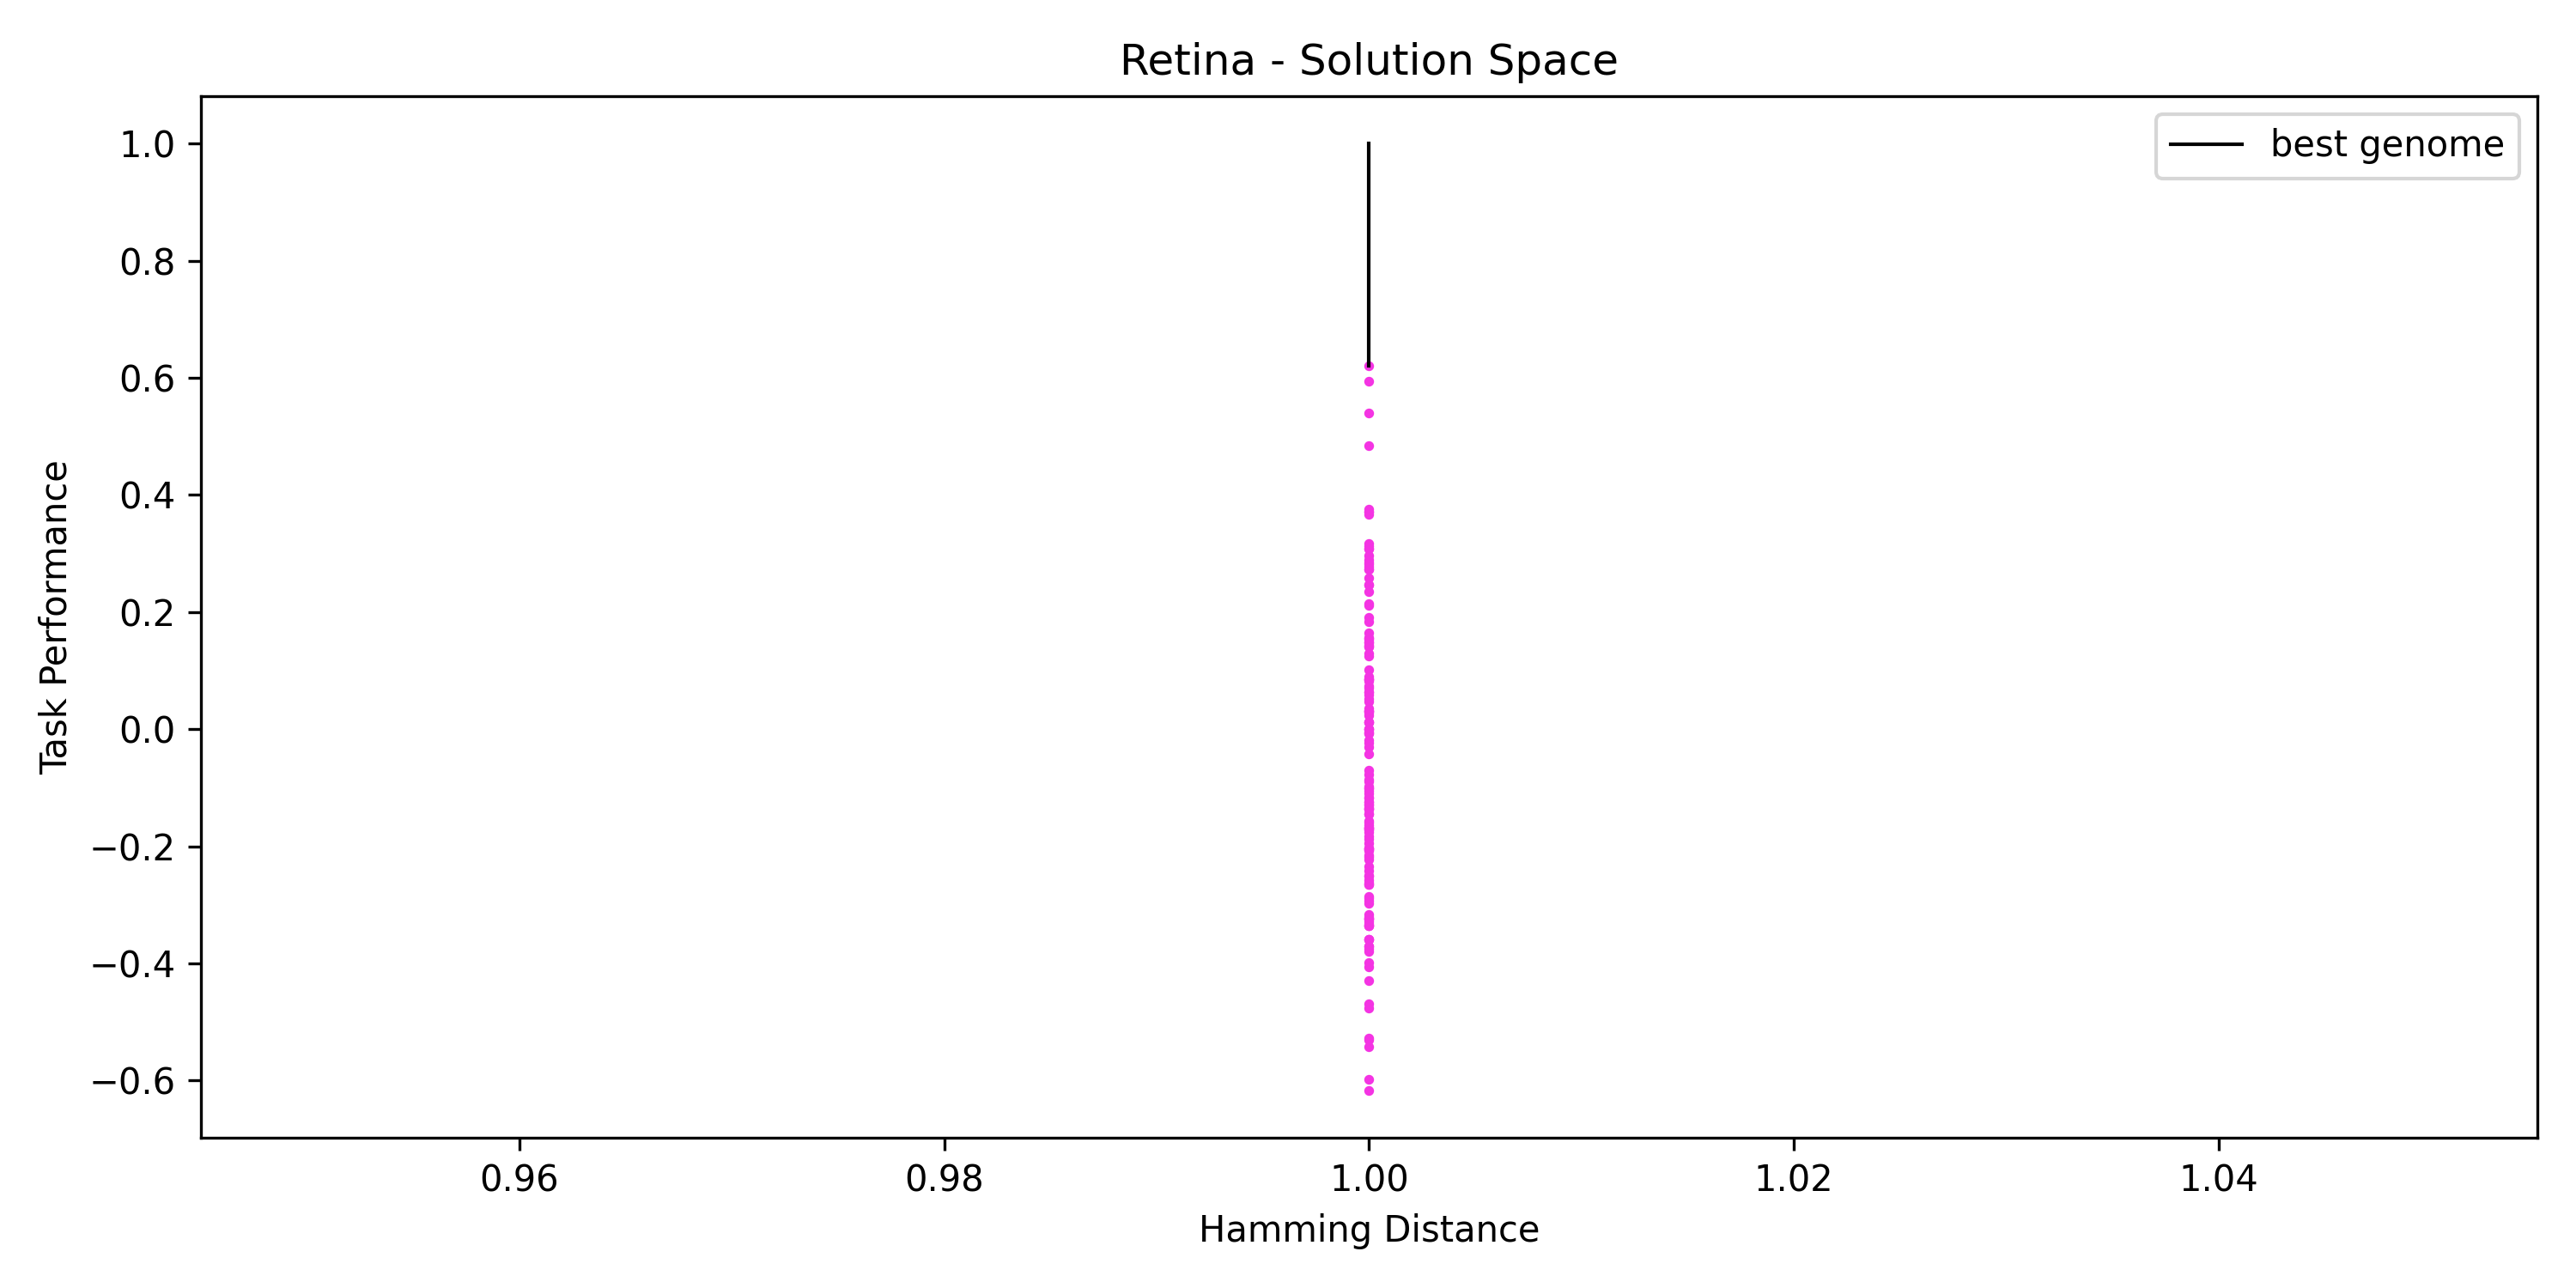 Retina - Solution Space
best genome
1.0
0.8
0.6
0.4
0.2
0.0
−0.2
−0.4
−0.6
Task Performance
0.96 0.98 1.00 1.02 1.04
Hamming Distance